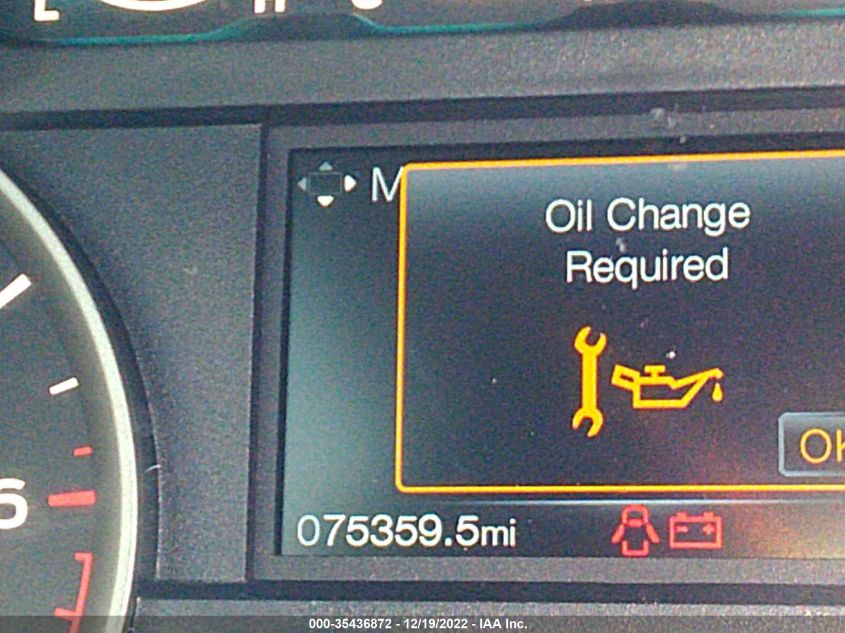 E
M
Oil Change
Required
OK
6
075359.5mi
000-35436872 - 12/19/2022 - IAA Inc.